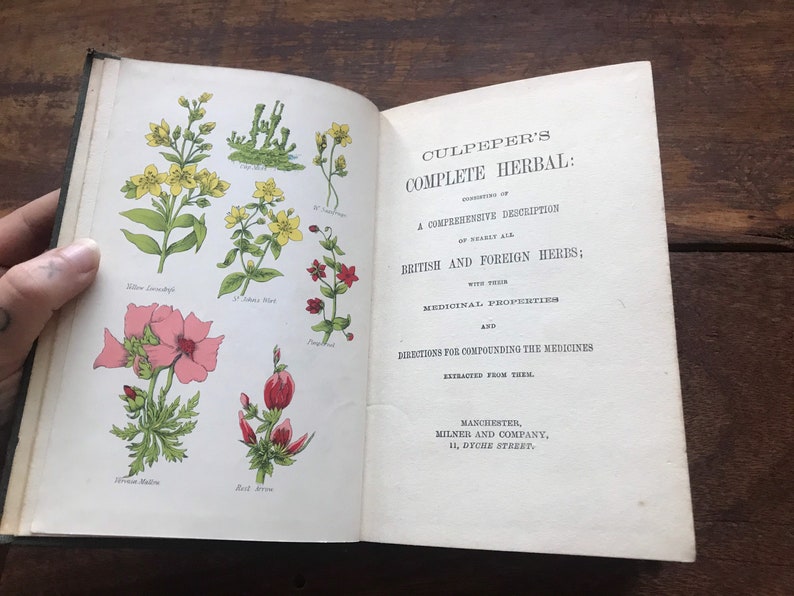 Cup Moss
W. Saxifrage
Yellow Loosestrife
St Johns Wort.
Pimpernel
Vervain Mallow
Rest Arrow
CULPEPER'S
COMPLETE HERBAL:
CONSISTING OF
A COMPREHENSIVE DESCRIPTION
OF NEARLY ALL
BRITISH AND FOREIGN HERBS;
WITH THEIR
MEDICINAL PROPERTIES
AND
DIRECTIONS FOR COMPOUNDING THE MEDICINES
EXTRACTED FROM THEM.
MANCHESTER,
MILNER AND COMPANY,
11, DYCHE STREET.